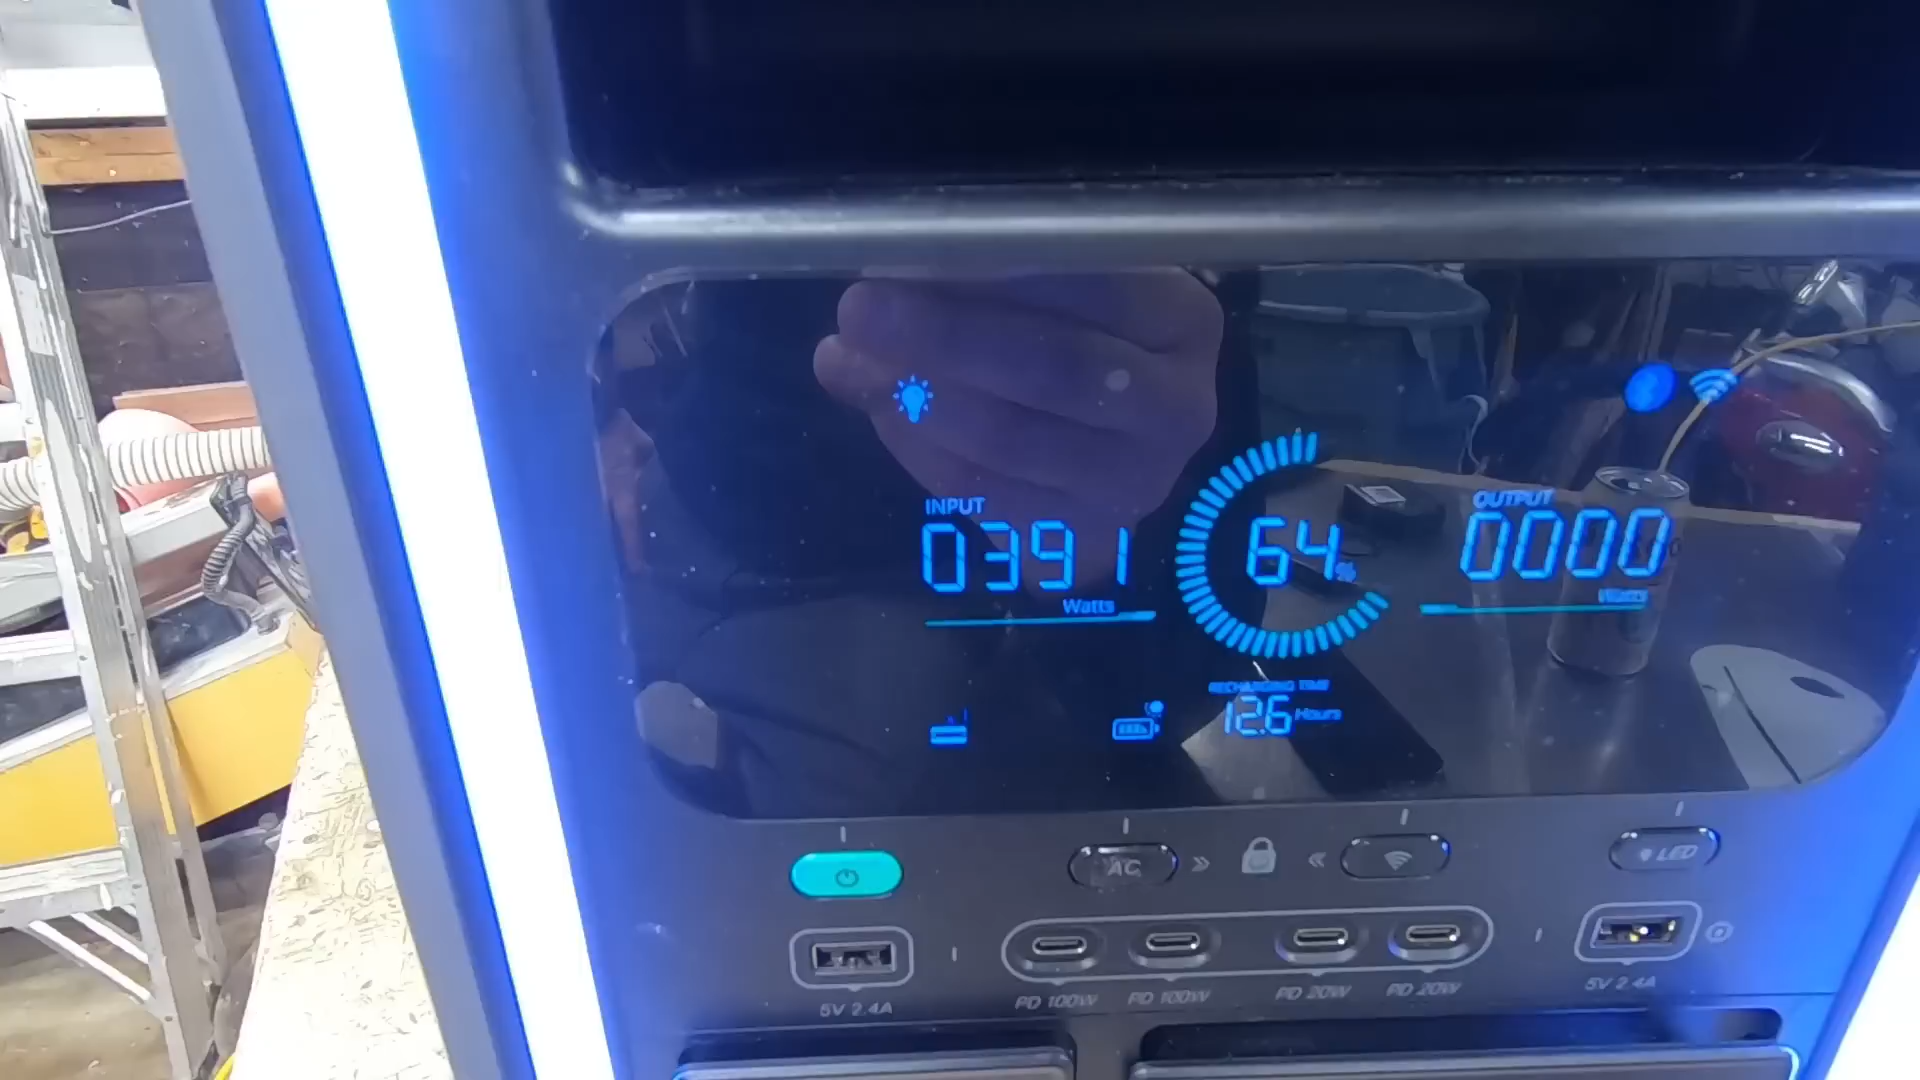 INPUT
0391
Watts
64%
OUTPUT
0000
Watts
RECHARGING TIME
12.6 Hours
AC
LED
5V 2.4A
PD 100W
PD 100W
PD 20W
PD 20W
5V 2.4A